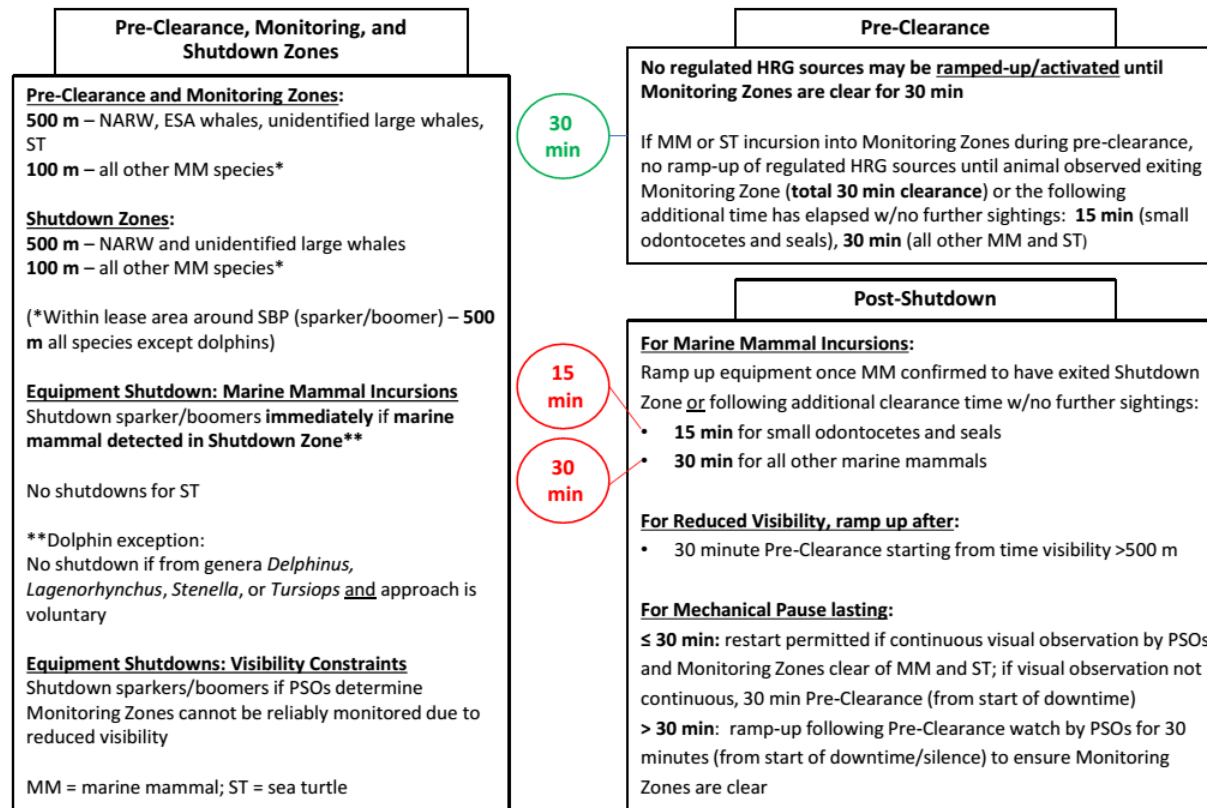 Pre-Clearance, Monitoring, and
Shutdown Zones
Pre-Clearance and Monitoring Zones:
500 m – NARW, ESA whales, unidentified large whales,
ST
100 m – all other MM species*
Shutdown Zones:
500 m – NARW and unidentified large whales
100 m – all other MM species*
(*Within lease area around SBP (sparker/boomer) – 500
m all species except dolphins)
Equipment Shutdown: Marine Mammal Incursions
Shutdown sparker/boomers immediately if marine
mammal detected in Shutdown Zone**
No shutdowns for ST
**Dolphin exception:
No shutdown if from genera Delphinus,
Lagenorhynchus, Stenella, or Tursiops and approach is
voluntary
Equipment Shutdowns: Visibility Constraints
Shutdown sparkers/boomers if PSOs determine
Monitoring Zones cannot be reliably monitored due to
reduced visibility
MM = marine mammal; ST = sea turtle
30
min
Pre-Clearance
No regulated HRG sources may be ramped-up/activated until
Monitoring Zones are clear for 30 min
If MM or ST incursion into Monitoring Zones during pre-clearance,
no ramp-up of regulated HRG sources until animal observed exiting
Monitoring Zone (total 30 min clearance) or the following
additional time has elapsed w/no further sightings: 15 min (small
odontocetes and seals), 30 min (all other MM and ST)
15
min
30
min
Post-Shutdown
For Marine Mammal Incursions:
Ramp up equipment once MM confirmed to have exited Shutdown
Zone or following additional clearance time w/no further sightings:
• 15 min for small odontocetes and seals
• 30 min for all other marine mammals
For Reduced Visibility, ramp up after:
• 30 minute Pre-Clearance starting from time visibility >500 m
For Mechanical Pause lasting:
≤ 30 min: restart permitted if continuous visual observation by PSOs
and Monitoring Zones clear of MM and ST; if visual observation not
continuous, 30 min Pre-Clearance (from start of downtime)
> 30 min: ramp-up following Pre-Clearance watch by PSOs for 30
minutes (from start of downtime/silence) to ensure Monitoring
Zones are clear